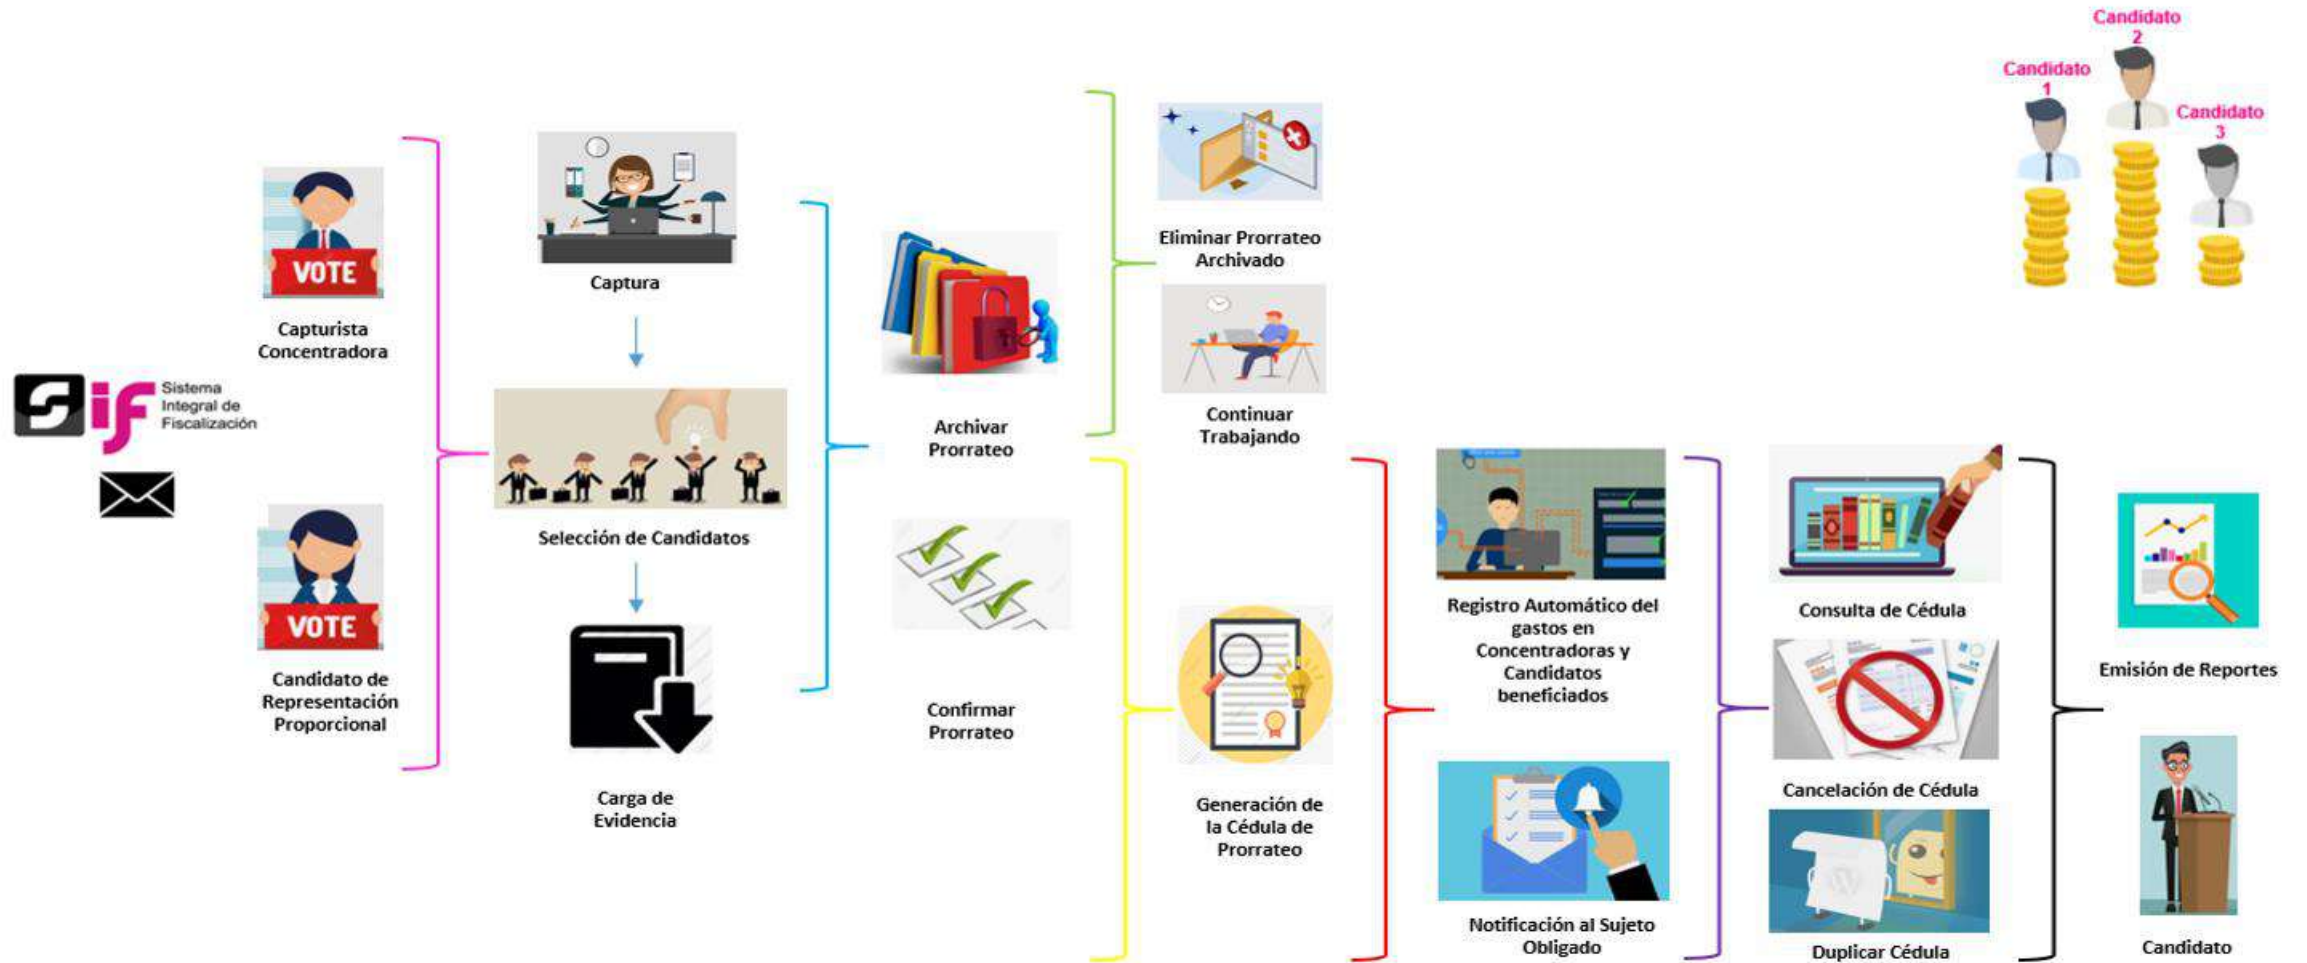 Sif
Sistema
Integral de
Fiscalización
VOTE
Capturista
Concentradora
VOTE
Candidato de
Representación
Proporcional
Captura
Selección de Candidatos
Carga de
Evidencia
Archivar
Prorrateo
Confirmar
Prorrateo
Eliminar Prorrateo
Archivado
Continuar
Trabajando
Generación de
la Cédula de
Prorrateo
Registro Automático del
gastos en
Concentradoras y
Candidatos
beneficiados
Notificación al Sujeto
Obligado
Consulta de Cédula
Cancelación de Cédula
Duplicar Cédula
Emisión de Reportes
Candidato
Candidato
1
Candidato
2
Candidato
3